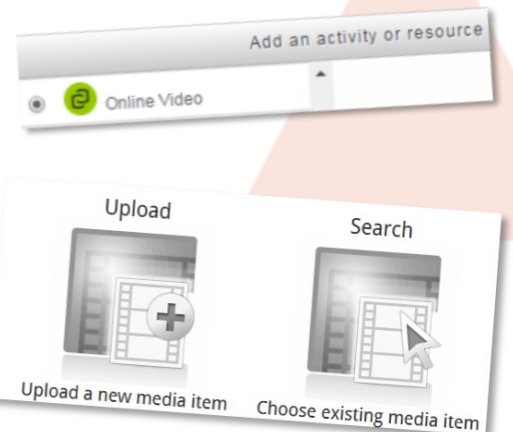 Add an activity or resource
Online Video
Upload
Search
Upload a new media item
Choose existing media item